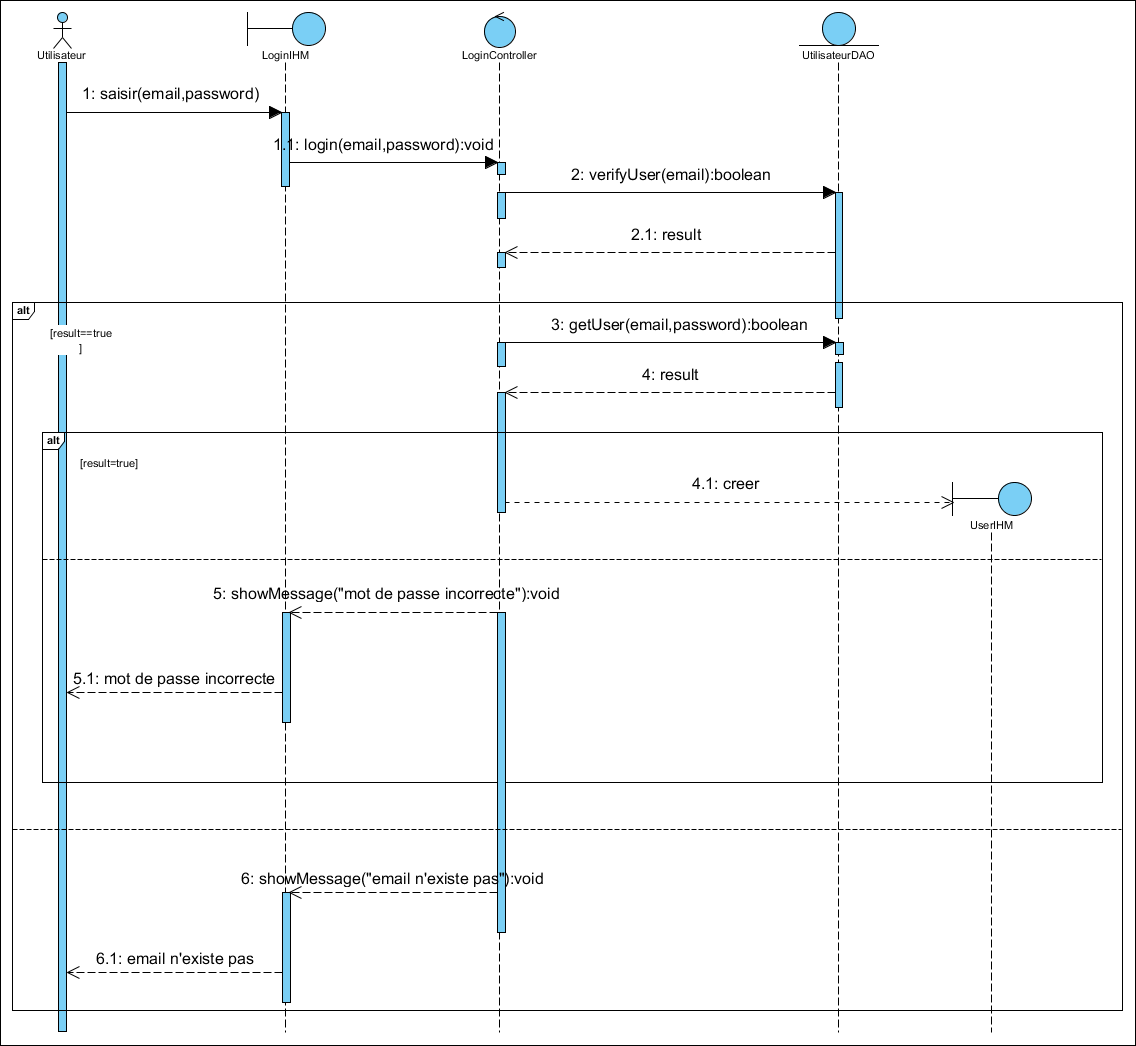 Utilisateur
LoginIHM
LoginController
UtilisateurDAO
1: saisir(email,password)
1.1: login(email,password):void
2: verifyUser(email):boolean
2.1: result
alt
[result==true
]
3: getUser(email,password):boolean
4: result
alt
[result=true]
4.1: creer
UserIHM
5: showMessage("mot de passe incorrecte"):void
5.1: mot de passe incorrecte
6: showMessage("email n'existe pas"):void
6.1: email n'existe pas